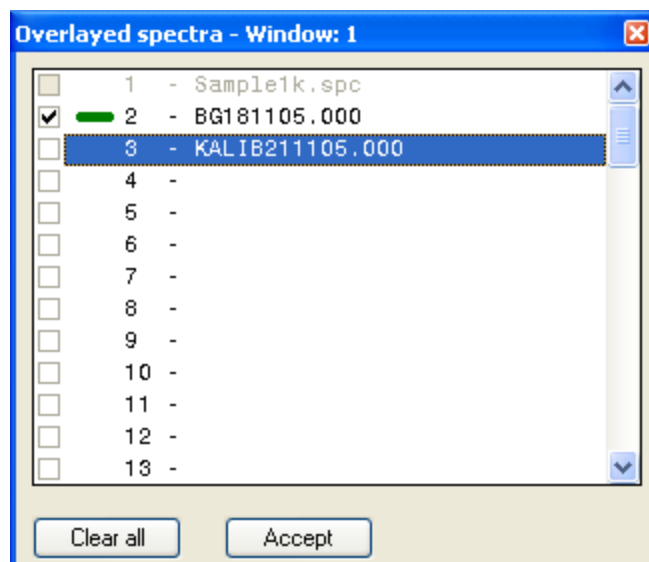 Overlayed spectra - Window: 1
1 - Sample1k.spc
2 - BG181105.000
3 - KALIB211105.000
4 -
5 -
6 -
7 -
8 -
9 -
10 -
11 -
12 -
13 -
Clear all Accept